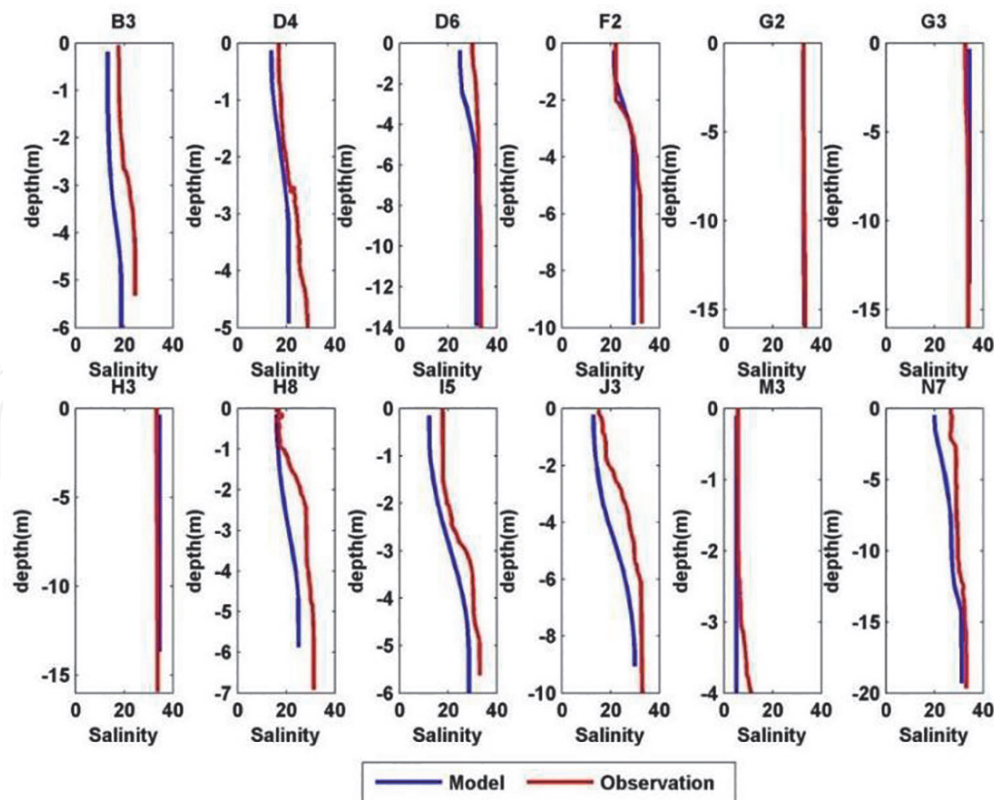 B3 D4 D6 F2 G2 G3
0 0 0 0 0 0
-1 -1 -2 -2 -5 -5
-2 -2 -4 -4 -10 -10
-3 -3 -6 -6 -15 -15
-4 -4 -8 -8
-5 -5 -10 -10
-6 -12
-14
depth(m) depth(m) depth(m) depth(m) depth(m) depth(m)
0 20 40 0 20 40 0 20 40 0 20 40 0 20 40 0 20 40
Salinity Salinity Salinity Salinity Salinity Salinity
H3 H8 I5 J3 M3 N7
0 0 0 0 0 0
-5 -1 -1 -2 -1 -5
-10 -2 -2 -4 -2 -10
-15 -3 -3 -6 -3 -15
-4 -4 -8 -4 -20
-5 -5 -10
-6 -6
-7
depth(m) depth(m) depth(m) depth(m) depth(m) depth(m)
0 20 40 0 20 40 0 20 40 0 20 40 0 20 40 0 20 40
Salinity Salinity Salinity Salinity Salinity Salinity
Model Observation